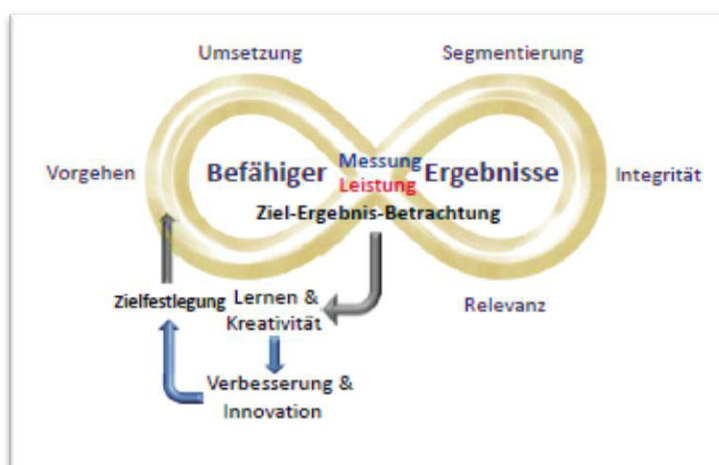 Umsetzung
Segmentierung
Vorgehen
Befähiger
Messung
Leistung
Ergebnisse
Integrität
Ziel-Ergebnis-Betrachtung
Zielfestlegung
Lernen &
Kreativität
Relevanz
Verbesserung &
Innovation